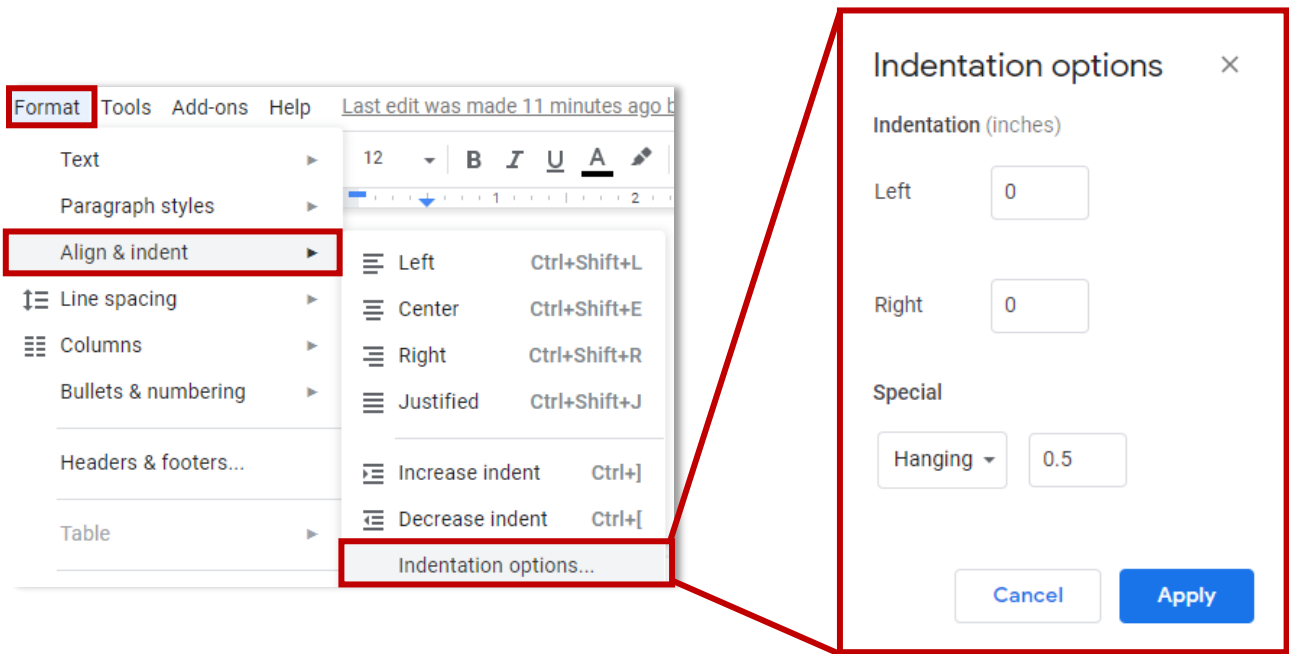 Format Tools Add-ons Help Last edit was made 11 minutes ago b
Text
Paragraph styles
Align & indent
Line spacing
Columns
Bullets & numbering
Headers & footers...
Table
12 B I U A
1 2
Left Ctrl+Shift+L
Center Ctrl+Shift+E
Right Ctrl+Shift+R
Justified Ctrl+Shift+J
Increase indent Ctrl+]
Decrease indent Ctrl+[
Indentation options...
Indentation options ×
Indentation (inches)
Left 0
Right 0
Special
Hanging 0.5
Cancel Apply